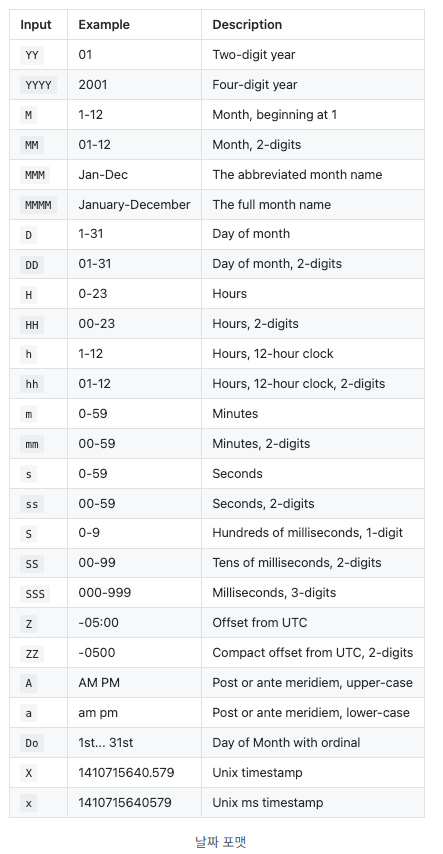 Input Example Description
YY 01 Two-digit year
YYYY 2001 Four-digit year
M 1-12 Month, beginning at 1
MM 01-12 Month, 2-digits
MMM Jan-Dec The abbreviated month name
MMMM January-December The full month name
D 1-31 Day of month
DD 01-31 Day of month, 2-digits
H 0-23 Hours
HH 00-23 Hours, 2-digits
h 1-12 Hours, 12-hour clock
hh 01-12 Hours, 12-hour clock, 2-digits
m 0-59 Minutes
mm 00-59 Minutes, 2-digits
s 0-59 Seconds
ss 00-59 Seconds, 2-digits
S 0-9 Hundreds of milliseconds, 1-digit
SS 00-99 Tens of milliseconds, 2-digits
SSS 000-999 Milliseconds, 3-digits
Z -05:00 Offset from UTC
ZZ -0500 Compact offset from UTC, 2-digits
A AM PM Post or ante meridiem, upper-case
a am pm Post or ante meridiem, lower-case
Do 1st... 31st Day of Month with ordinal
X 1410715640.579 Unix timestamp
x 1410715640579 Unix ms timestamp
날짜 포맷